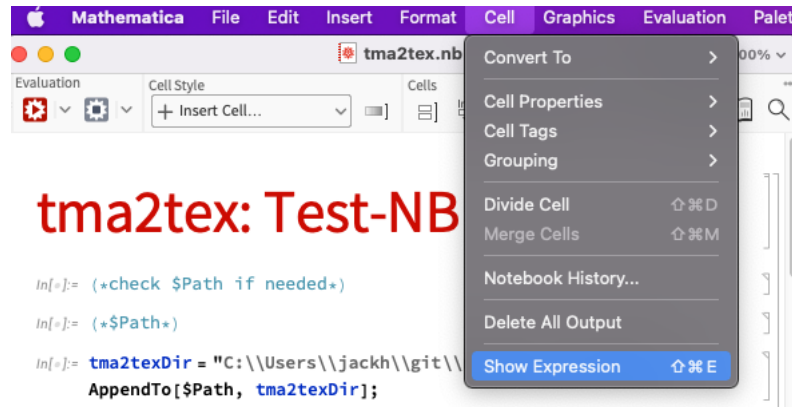 Mathematica File Edit Insert Format Cell Graphics Evaluation Palet
tma2tex.nb
00%
Evaluation
Cell Style
Cells
+ Insert Cell...
tma2tex: Test-NB
In[∘]:= (*check $Path if needed*)
In[∘]:= (*$Path*)
In[∘]:= tma2texDir = "C:\\Users\\jackh\\git\\
AppendTo[$Path, tma2texDir];
Convert To
Cell Properties
Cell Tags
Grouping
Divide Cell ⇧⌘D
Merge Cells ⇧⌘M
Notebook History...
Delete All Output
Show Expression ⇧⌘E